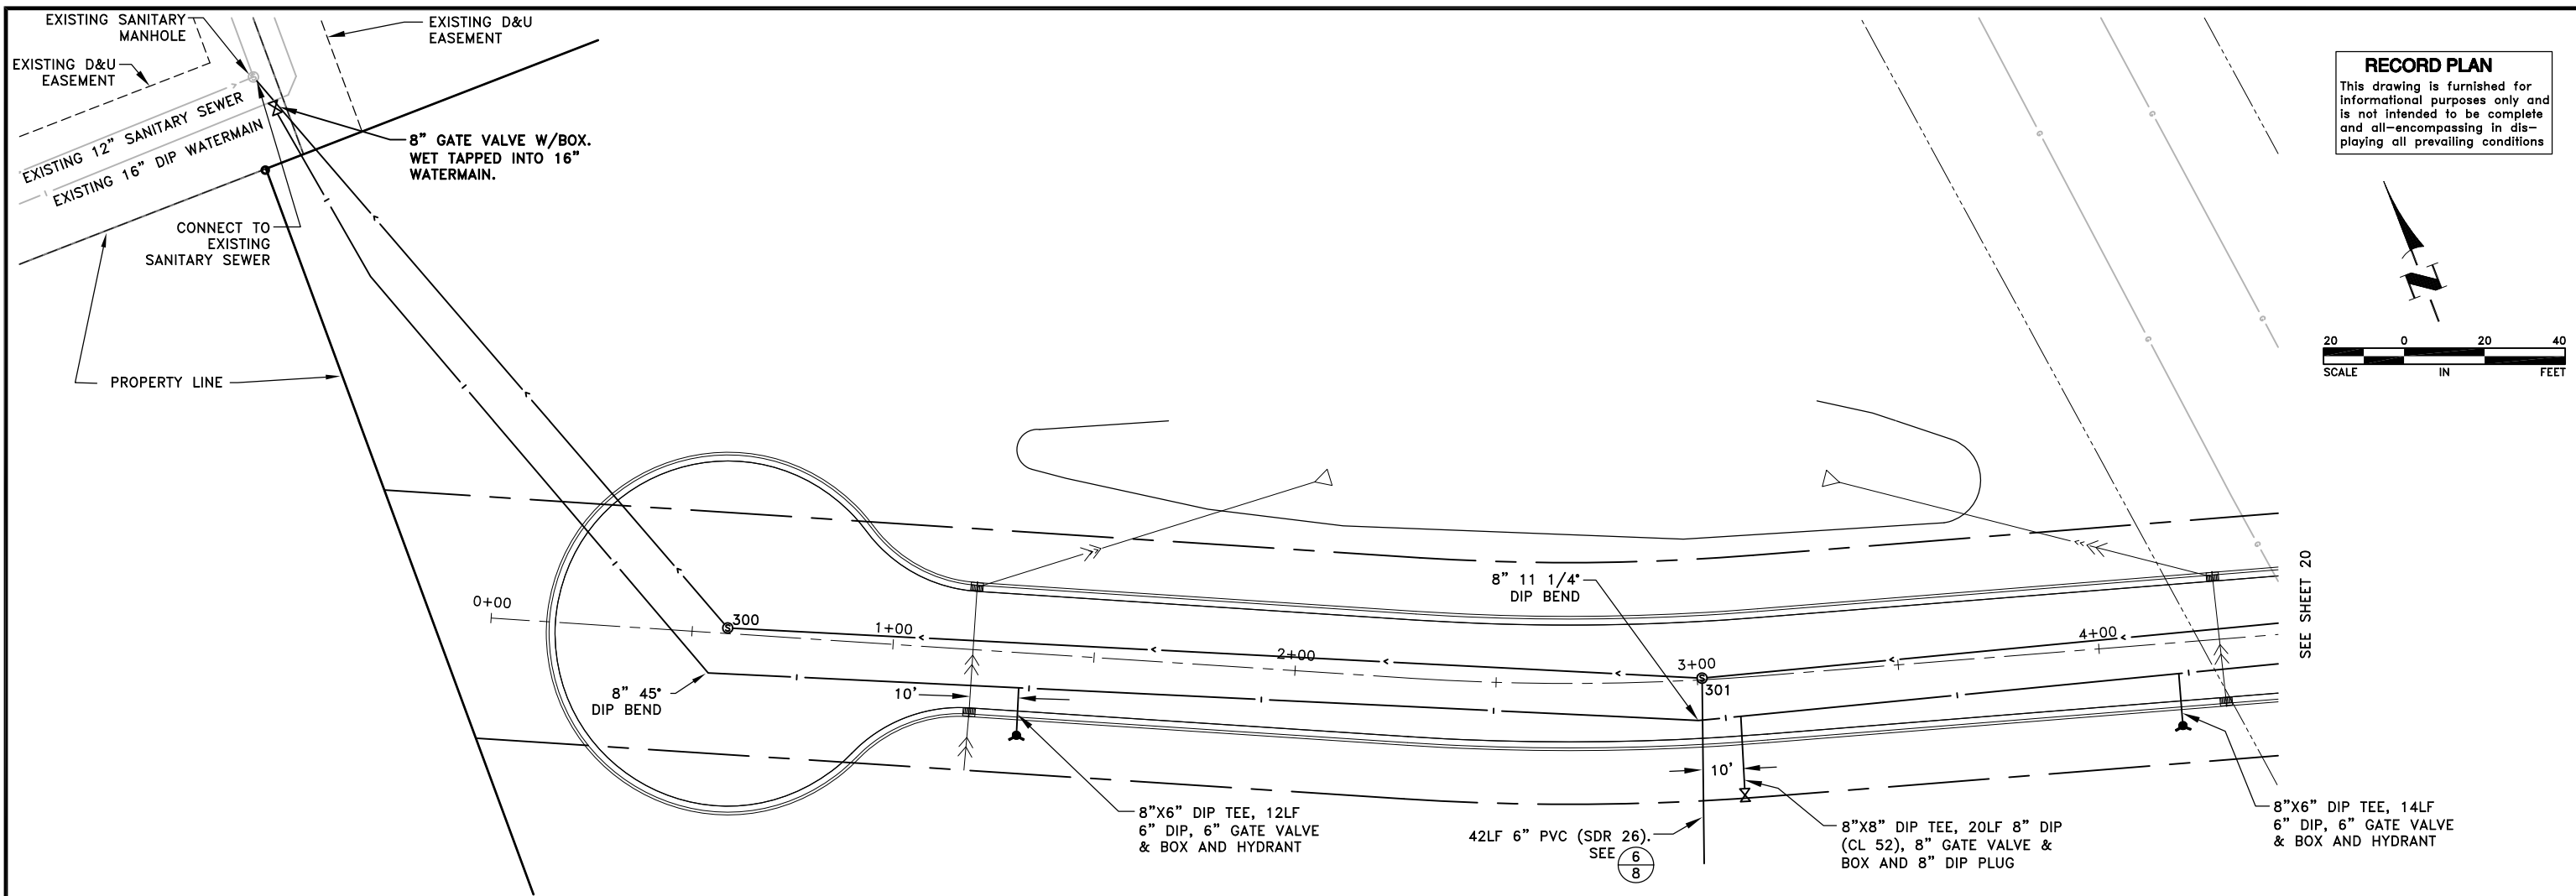 EXISTING SANITARY
MANHOLE
EXISTING D&U
EASEMENT
EXISTING D&U
EASEMENT
EXISTING 12” SANITARY SEWER
EXISTING 16” DIP WATERMAIN
8” GATE VALVE W/BOX.
WET TAPPED INTO 16”
WATERMAIN.
CONNECT TO
EXISTING
SANITARY SEWER
PROPERTY LINE
RECORD PLAN
This drawing is furnished for
informational purposes only and
is not intended to be complete
and all-encompassing in dis-
playing all prevailing conditions
N
20 0 20 40
SCALE IN FEET
G
G
G
G
G
0+00
300
1+00
2+00
3+00
301
4+00
8” 11 1/4°
DIP BEND
8” 45°
DIP BEND
10’
10’
8”X6” DIP TEE, 12LF
6” DIP, 6” GATE VALVE
& BOX AND HYDRANT
42LF 6” PVC (SDR 26).
SEE
6
8
8”X8” DIP TEE, 20LF 8” DIP
(CL 52), 8” GATE VALVE &
BOX AND 8” DIP PLUG
8”X6” DIP TEE, 14LF
6” DIP, 6” GATE VALVE
& BOX AND HYDRANT
SEE SHEET 20
S
S
S